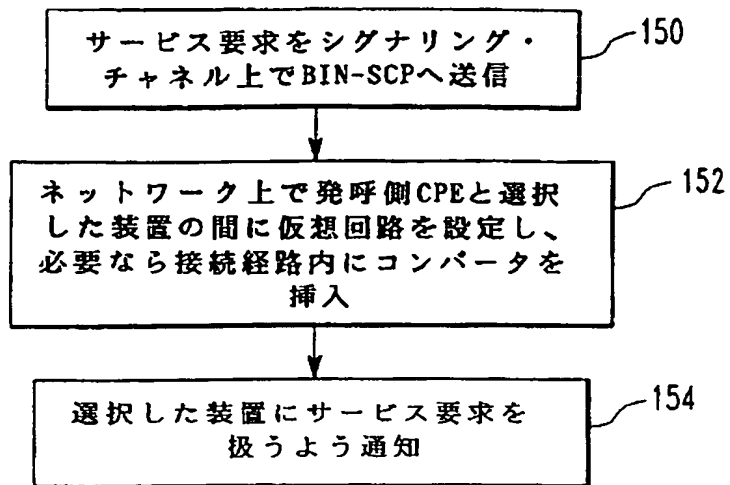 サービス要求をシグナリング・
チャネル上でBIN-SCPへ送信
150
ネットワーク上で発呼側CPEと選択
した装置の間に仮想回路を設定し、
必要なら接続経路内にコンバータを
挿入
152
選択した装置にサービス要求を
扱うよう通知
154